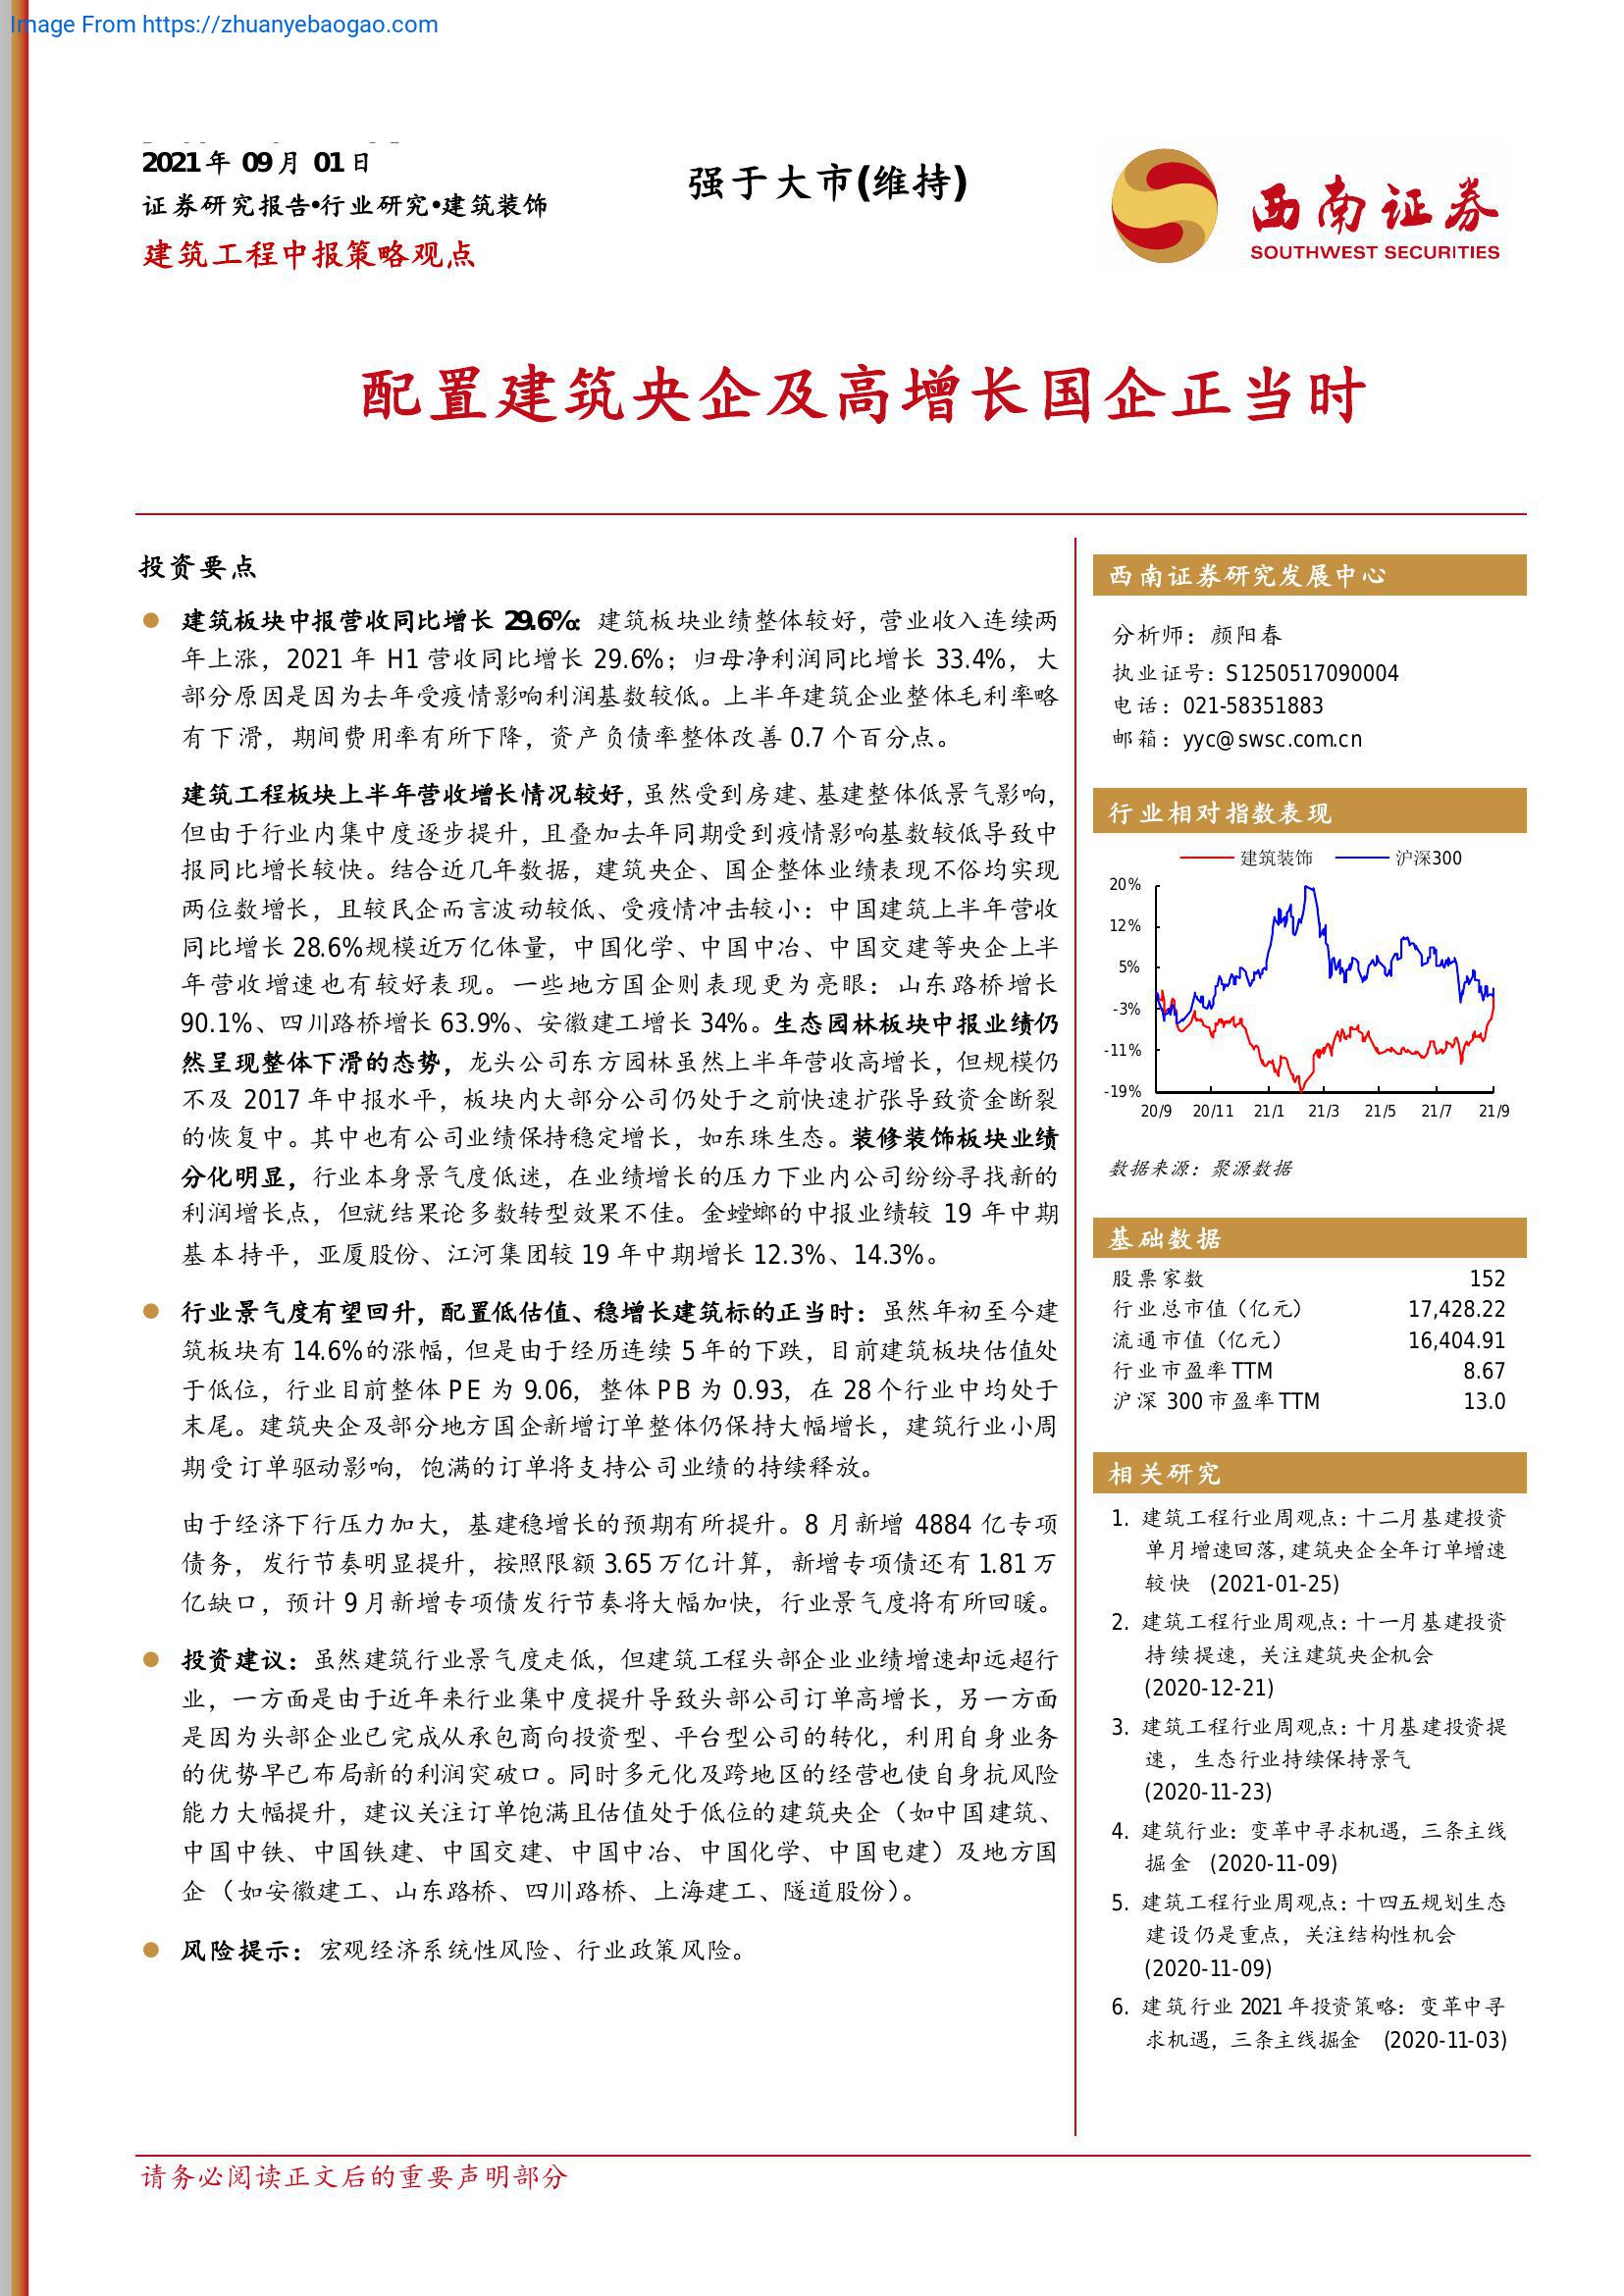 Image From https://zhuanyebaogao.com
2021年 09月 01日
证券研究报告•行业研究•建筑装饰
建筑工程中报策略观点
强于大市(维持)
西南证券
SOUTHWEST SECURITIES
配置建筑央企及高增长国企正当时
投资要点
建筑板块中报营收同比增长 29.6%：建筑板块业绩整体较好，营业收入连续两
年上涨，2021 年 H1 营收同比增长 29.6%；归母净利润同比增长 33.4%，大
部分原因是因为去年受疫情影响利润基数较低。上半年建筑企业整体毛利率略
有下滑，期间费用率有所下降，资产负债率整体改善 0.7 个百分点。
建筑工程板块上半年营收增长情况较好，虽然受到房建、基建整体低景气影响，
但由于行业内集中度逐步提升，且叠加去年同期受到疫情影响基数较低导致中
报同比增长较快。结合近几年数据，建筑央企、国企整体业绩表现不俗均实现
两位数增长，且较民企而言波动较低、受疫情冲击较小：中国建筑上半年营收
同比增长 28.6%规模近万亿体量，中国化学、中国中冶、中国交建等央企上半
年营收增速也有较好表现。一些地方国企则表现更为亮眼：山东路桥增长
90.1%、四川路桥增长 63.9%、安徽建工增长 34%。生态园林板块中报业绩仍
然呈现整体下滑的态势，龙头公司东方园林虽然上半年营收高增长，但规模仍
不及 2017 年中报水平，板块内大部分公司仍处于之前快速扩张导致资金断裂
的恢复中。其中也有公司业绩保持稳定增长，如东珠生态。装修装饰板块业绩
分化明显，行业本身景气度低迷，在业绩增长的压力下业内公司纷纷寻找新的
利润增长点，但就结果论多数转型效果不佳。金螳螂的中报业绩较 19 年中期
基本持平，亚厦股份、江河集团较 19 年中期增长 12.3%、14.3%。
行业景气度有望回升，配置低估值、稳增长建筑标的正当时：虽然年初至今建
筑板块有 14.6%的涨幅，但是由于经历连续 5 年的下跌，目前建筑板块估值处
于低位，行业目前整体 PE 为 9.06，整体 PB 为 0.93，在 28 个行业中均处于
末尾。建筑央企及部分地方国企新增订单整体仍保持大幅增长，建筑行业小周
期受订单驱动影响，饱满的订单将支持公司业绩的持续释放。
由于经济下行压力加大，基建稳增长的预期有所提升。8 月新增 4884 亿专项
债务，发行节奏明显提升，按照限额 3.65 万亿计算，新增专项债还有 1.81 万
亿缺口，预计 9 月新增专项债发行节奏将大幅加快，行业景气度将有所回暖。
投资建议：虽然建筑行业景气度走低，但建筑工程头部企业业绩增速却远超行
业，一方面是由于近年来行业集中度提升导致头部公司订单高增长，另一方面
是因为头部企业已完成从承包商向投资型、平台型公司的转化，利用自身业务
的优势早已布局新的利润突破口。同时多元化及跨地区的经营也使自身抗风险
能力大幅提升，建议关注订单饱满且估值处于低位的建筑央企（如中国建筑、
中国中铁、中国铁建、中国交建、中国中冶、中国化学、中国电建）及地方国
企（如安徽建工、山东路桥、四川路桥、上海建工、隧道股份）。
风险提示：宏观经济系统性风险、行业政策风险。
西南证券研究发展中心
分析师：颜阳春
执业证号：S1250517090004
电话：021-58351883
邮箱：yyc@swsc.com.cn
行业相对指数表现
建筑装饰 沪深300
20%
12%
5%
-3%
-11%
-19%
20/9 20/11 21/1 21/3 21/5 21/7 21/9
数据来源：聚源数据
基础数据
股票家数 152
行业总市值（亿元） 17,428.22
流通市值（亿元） 16,404.91
行业市盈率 TTM 8.67
沪深 300 市盈率 TTM 13.0
相关研究
1. 建筑工程行业周观点：十二月基建投资
单月增速回落，建筑央企全年订单增速
较快 (2021-01-25)
2. 建筑工程行业周观点：十一月基建投资
持续提速，关注建筑央企机会
(2020-12-21)
3. 建筑工程行业周观点：十月基建投资提
速，生态行业持续保持景气
(2020-11-23)
4. 建筑行业：变革中寻求机遇，三条主线
掘金 (2020-11-09)
5. 建筑工程行业周观点：十四五规划生态
建设仍是重点，关注结构性机会
(2020-11-09)
6. 建筑行业 2021 年投资策略：变革中寻
求机遇，三条主线掘金 (2020-11-03)
请务必阅读正文后的重要声明部分